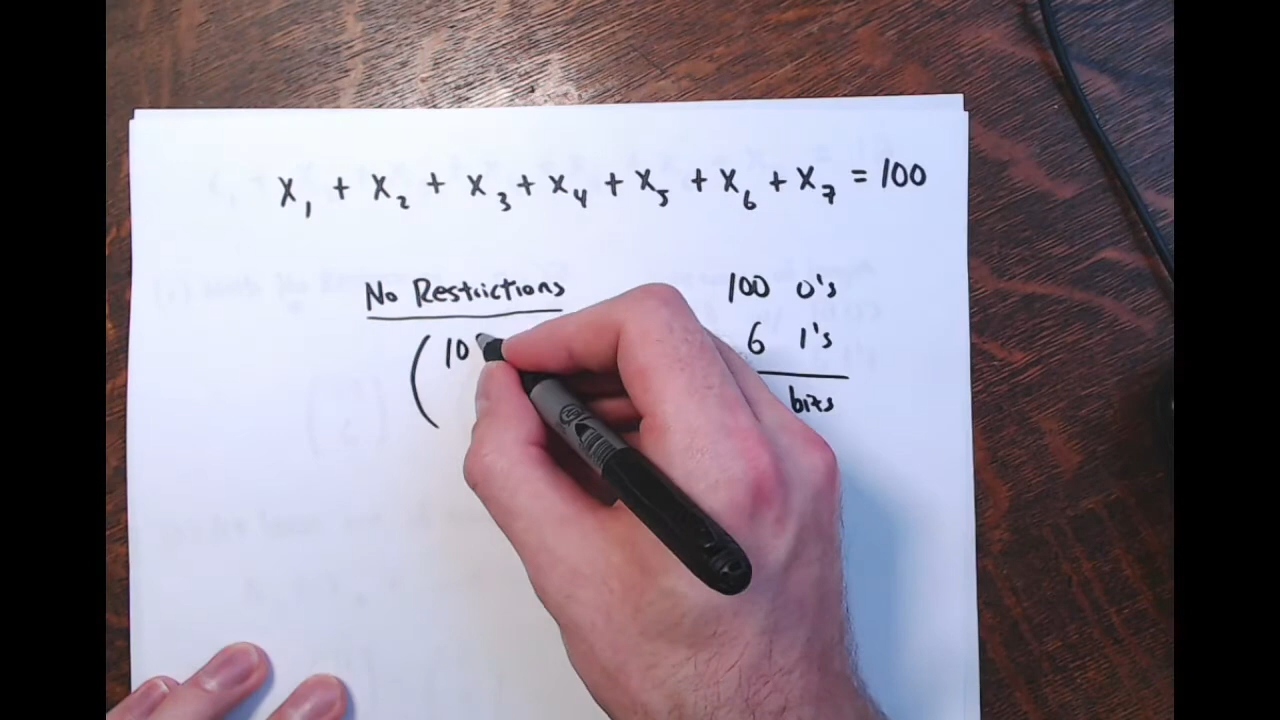 x₁ + x₂ + x₃ + x₄ + x₅ + x₆ + x₇ = 100
No Restrictions
100 0's
6 1's
bits
( 10